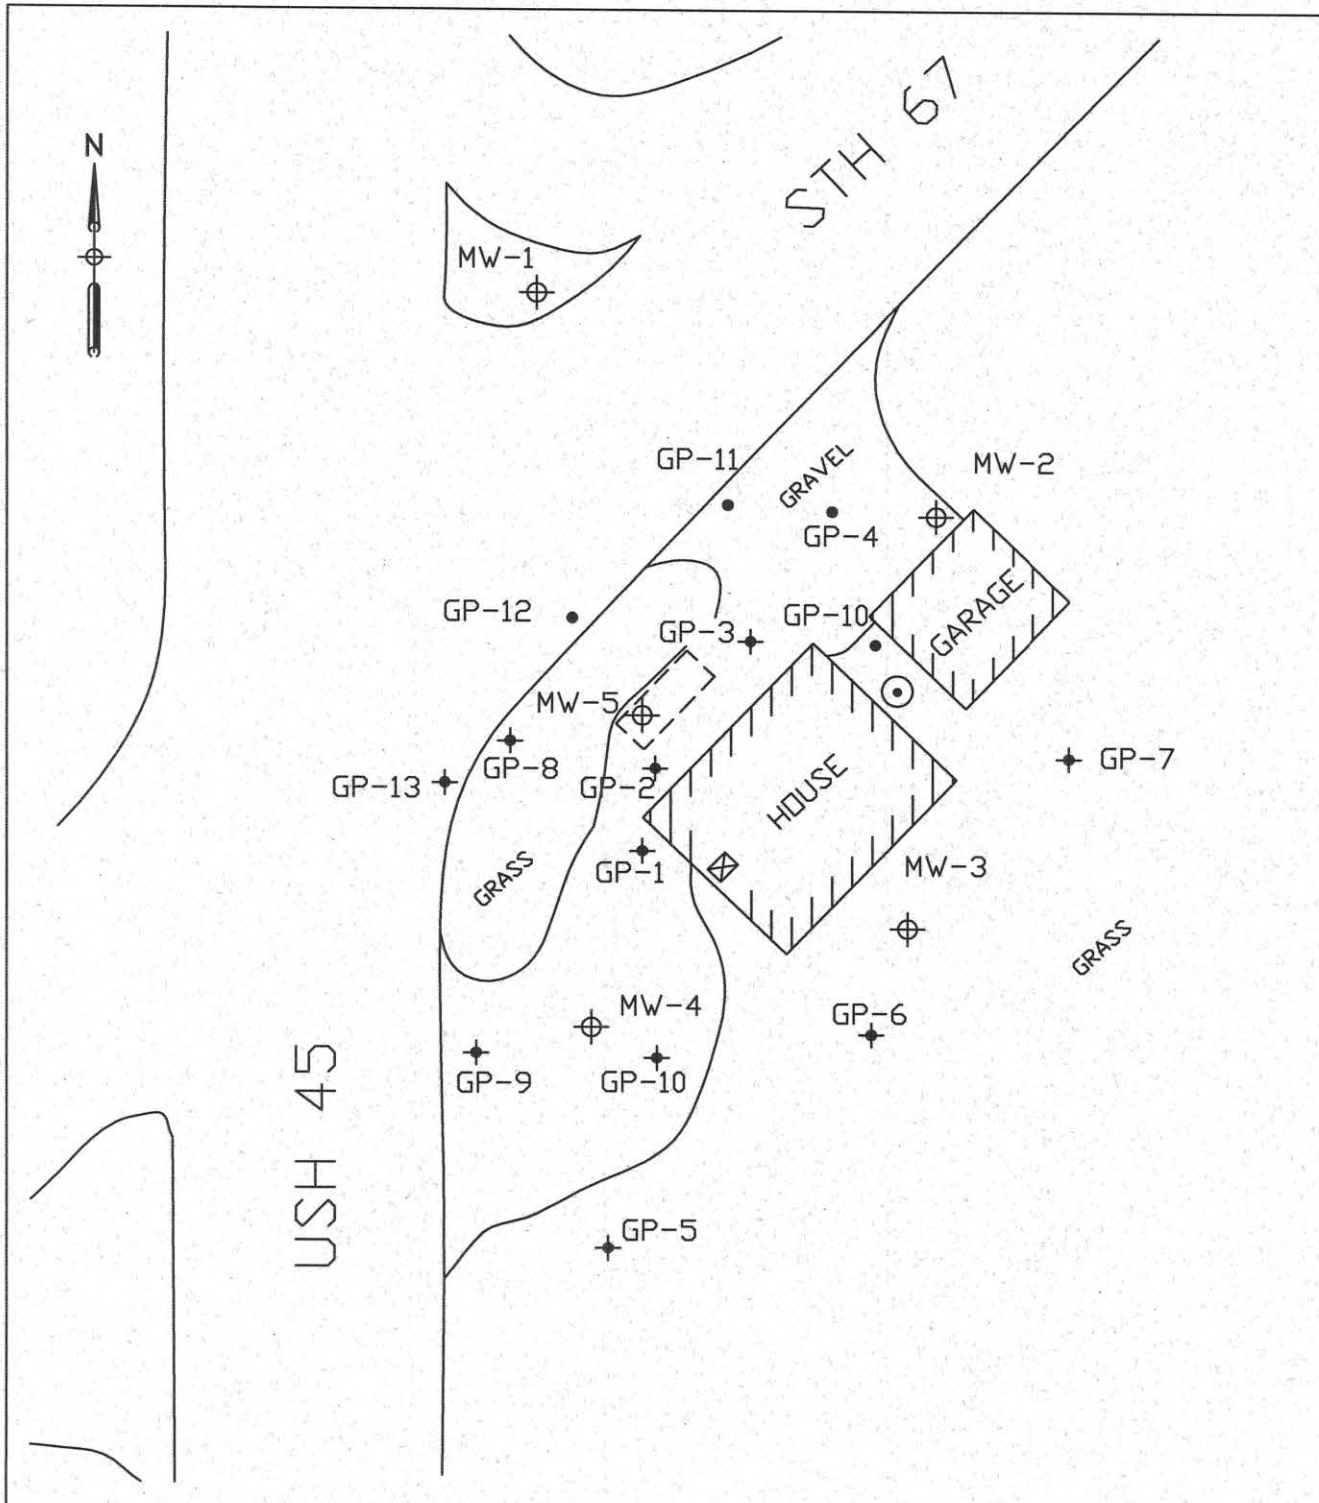 N
STH 67
MW-1
GP-11
GRAVEL
MW-2
GP-4
GP-12
GP-3
GP-10
GARAGE
MW-5
GP-8
GP-2
GP-13
HOUSE
GP-7
GP-1
GRASS
MW-3
GRASS
MW-4
GP-6
GP-9
GP-10
USH 45
GP-5